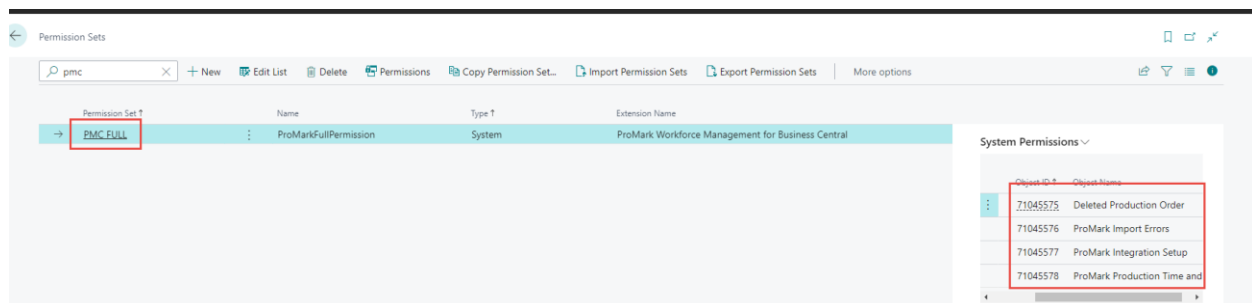 Permission Sets
pmc
New Edit List Delete Permissions Copy Permission Set... Import Permission Sets Export Permission Sets More options
Permission Set ↑ Name Type ↑ Extension Name
PMC FULL ProMarkFullPermission System ProMark Workforce Management for Business Central
System Permissions
Object ID ↑ Object Name
71045575 Deleted Production Order
71045576 ProMark Import Errors
71045577 ProMark Integration Setup
71045578 ProMark Production Time and